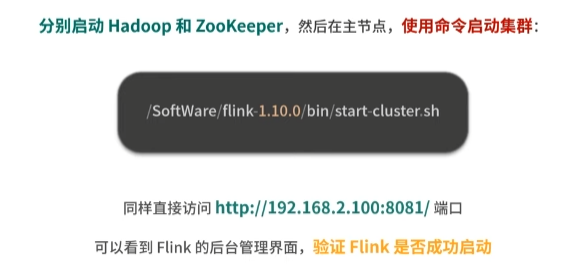 分别启动 Hadoop 和 ZooKeeper，然后在主节点，使用命令启动集群：
/SoftWare/flink-1.10.0/bin/start-cluster.sh
同样直接访问 http://192.168.2.100:8081/ 端口
可以看到 Flink 的后台管理界面，验证 Flink 是否成功启动